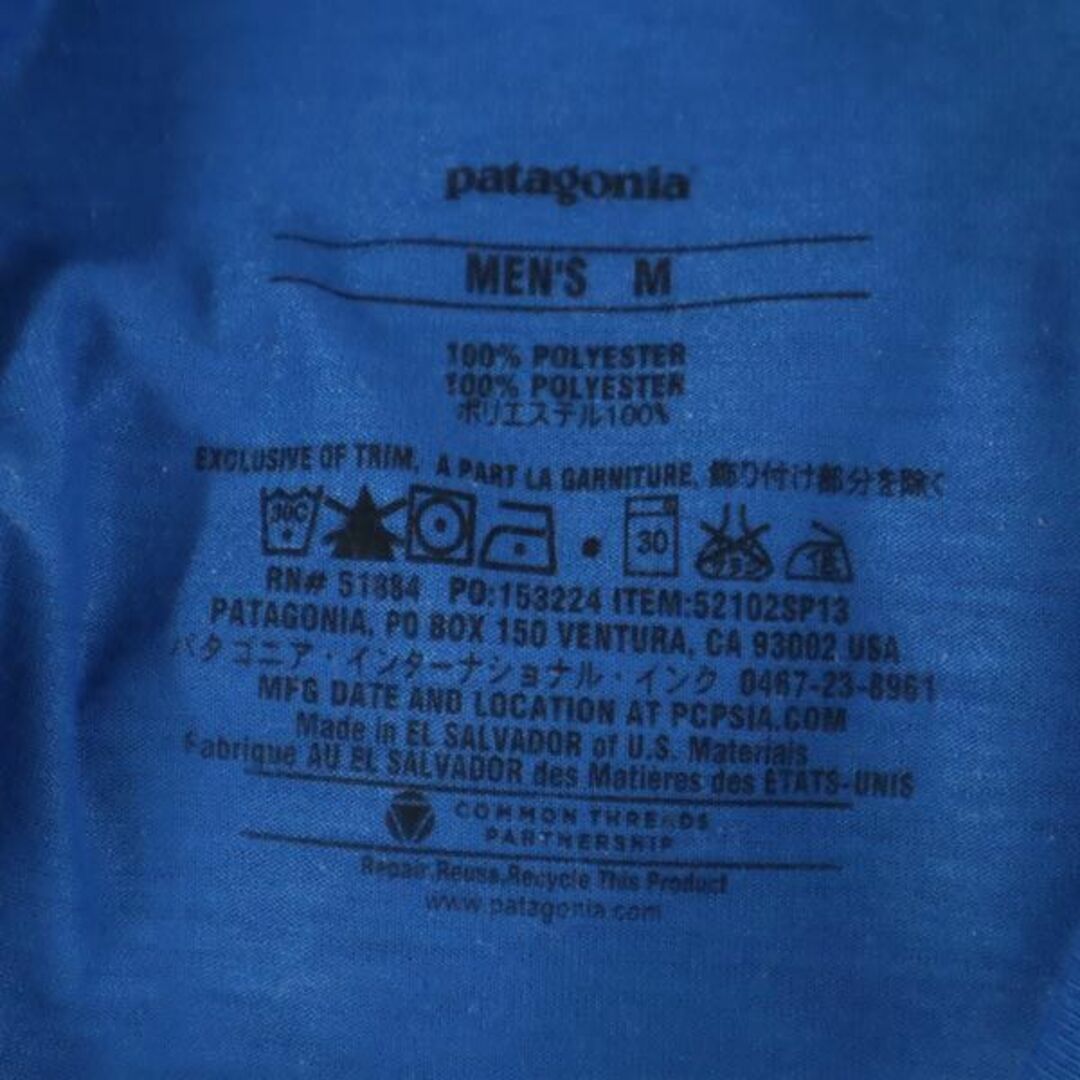 patagonia
MEN'S M
100% POLYESTER
100% POLYESTER
ポリエステル100%
EXCLUSIVE OF TRIM, A PART LA GARNITURE, 飾り付け部分を除く
30C 30
RN# 51884 PO:153224 ITEM:52102SP13
PATAGONIA, PO BOX 150 VENTURA, CA 93002 USA
パタゴニア・インターナショナル・インク 0467-23-8961
MFG DATE AND LOCATION AT PCPSIA.COM
Made in EL SALVADOR of U.S. Materials
Fabriqué AU EL SALVADOR des Matières des ÉTATS-UNIS
COMMON THREADS
PARTNERSHIP
Repair,Reuse,Recycle This Product
www.patagonia.com